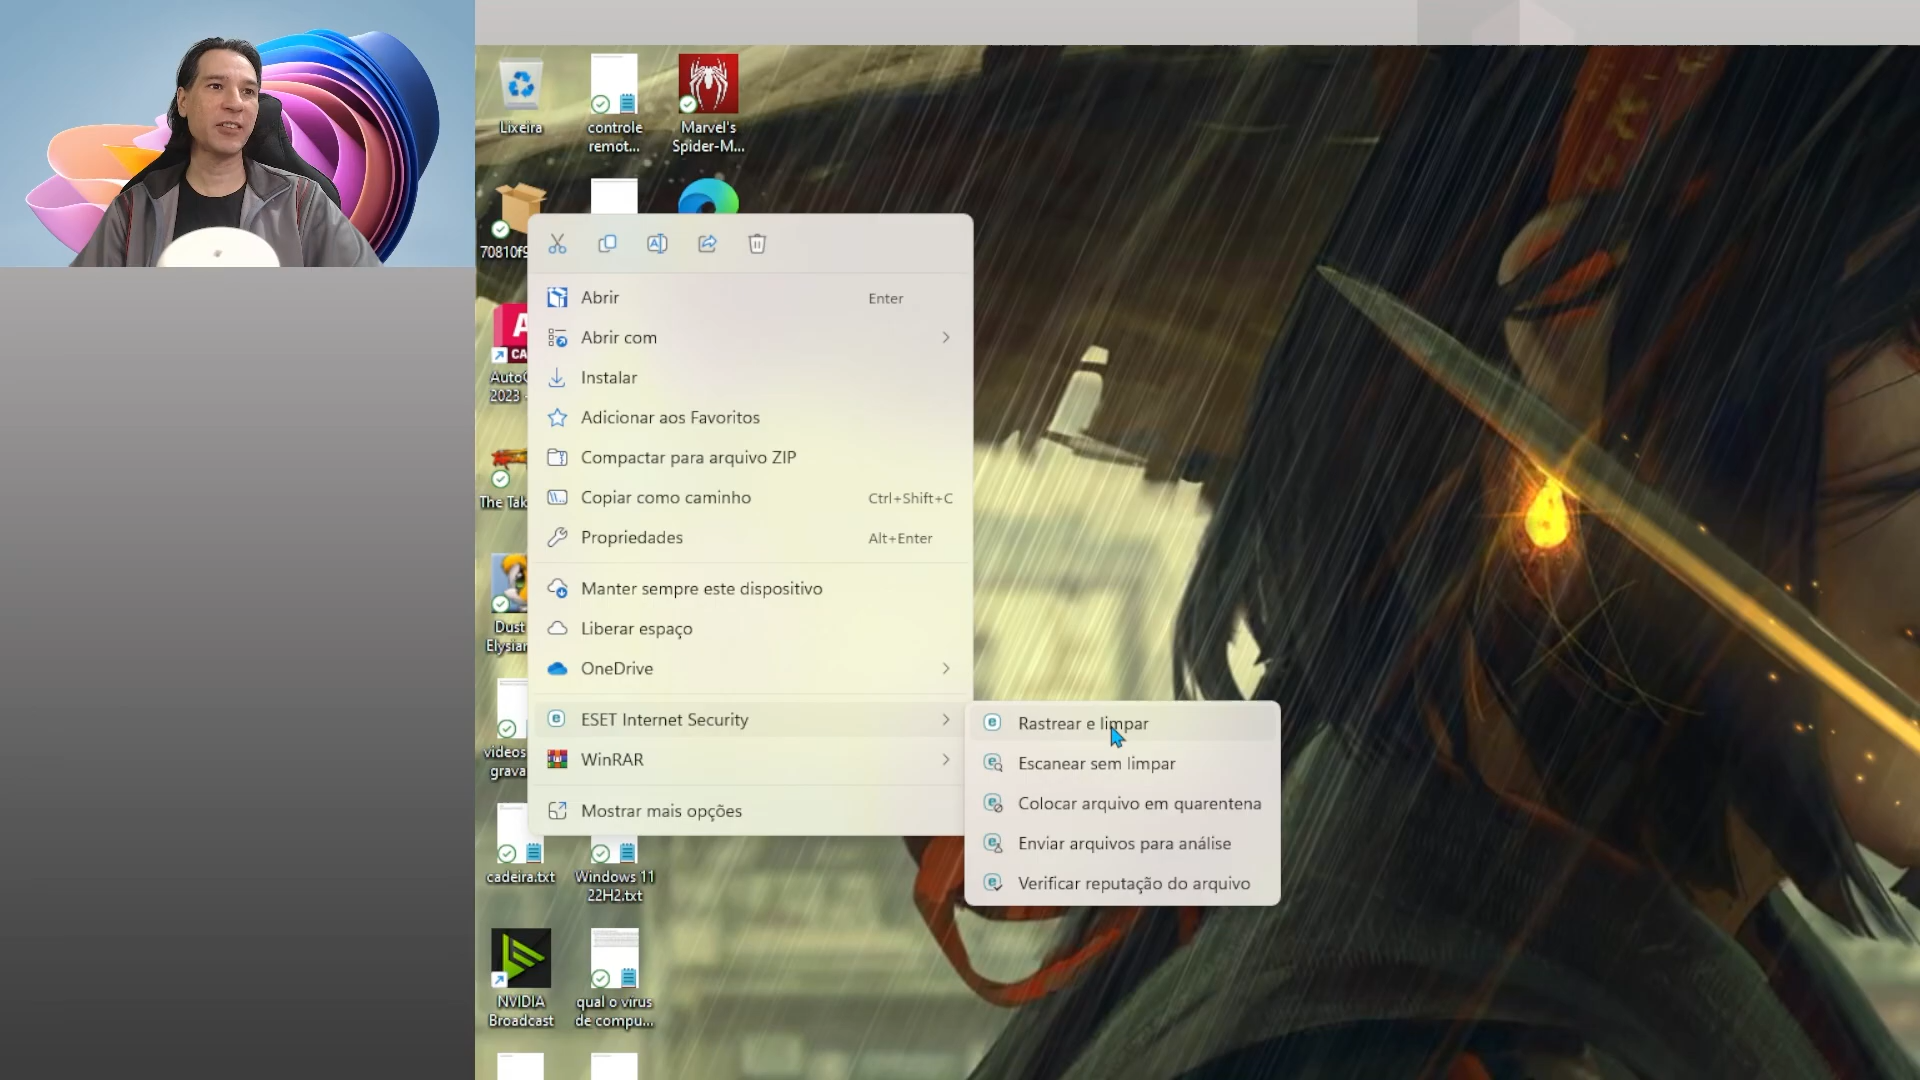 Lixeira
controle
remot...
Marvel's
Spider-M...
70810f9
Abrir
Enter
Abrir com
Instalar
Adicionar aos Favoritos
Compactar para arquivo ZIP
Copiar como caminho
Ctrl+Shift+C
Propriedades
Alt+Enter
Manter sempre este dispositivo
Liberar espaço
OneDrive
ESET Internet Security
WinRAR
Mostrar mais opções
Rastrear e limpar
Escanear sem limpar
Colocar arquivo em quarentena
Enviar arquivos para análise
Verificar reputação do arquivo
A
CA
Auto
2023 -
The Tak
Dust
Elysian
videos
grava
cadeira.txt
Windows 11
22H2.txt
NVIDIA
Broadcast
qual o vírus
de compu...